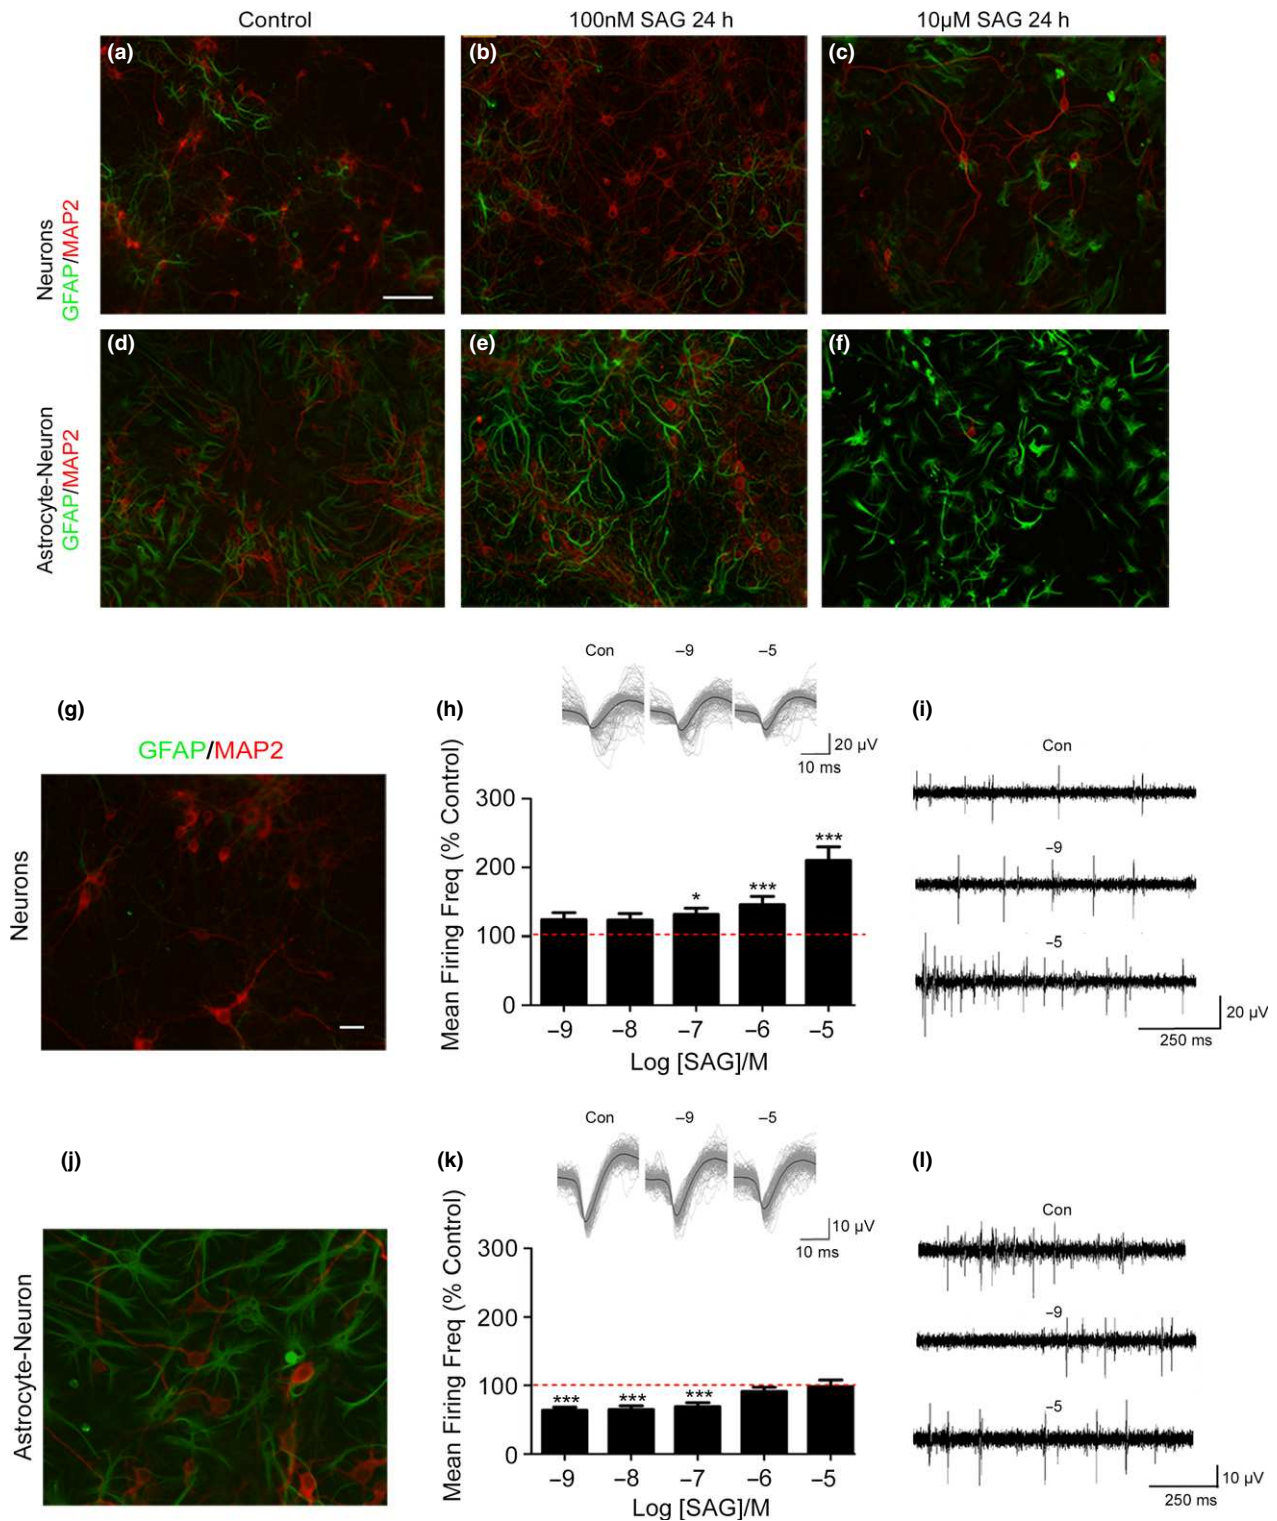 Control
100nM SAG 24 h
10µM SAG 24 h
(a)
(b)
(c)
Neurons
GFAP/MAP2
(d)
(e)
(f)
Astrocyte-Neuron
GFAP/MAP2
(g)
GFAP/MAP2
Neurons
(h)
Con
–9
–5
20 µV
10 ms
Mean Firing Freq (% Control)
300
200
100
0
*
***
***
–9
–8
–7
–6
–5
Log [SAG]/M
(i)
Con
–9
–5
20 µV
250 ms
(j)
Astrocyte-Neuron
(k)
Con
–9
–5
10 µV
10 ms
Mean Firing Freq (% Control)
300
200
100
0
***
***
***
–9
–8
–7
–6
–5
Log [SAG]/M
(l)
Con
–9
–5
10 µV
250 ms